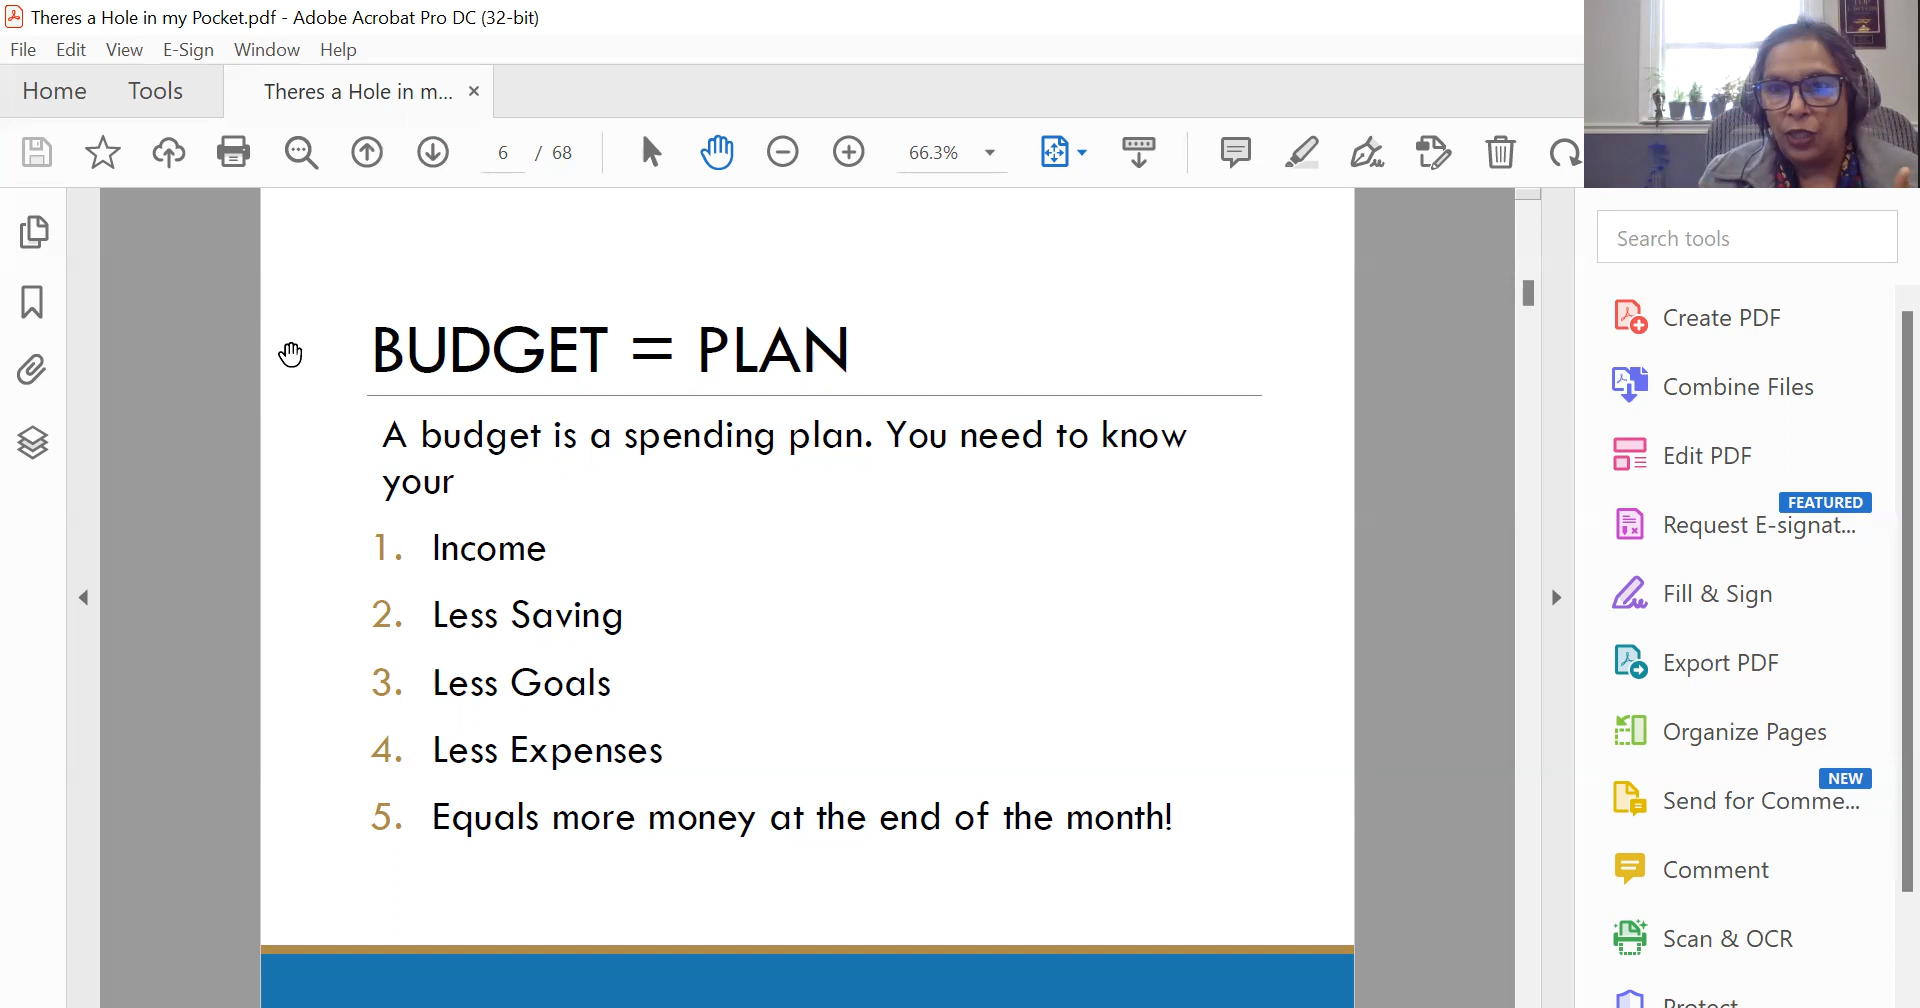 Theres a Hole in my Pocket.pdf - Adobe Acrobat Pro DC (32-bit)
File Edit View E-Sign Window Help
Home Tools Theres a Hole in m... ×
6 / 68 66.3%
BUDGET = PLAN
A budget is a spending plan. You need to know
your
1. Income
2. Less Saving
3. Less Goals
4. Less Expenses
5. Equals more money at the end of the month!
Search tools
Create PDF
Combine Files
Edit PDF
FEATURED
Request E-signat...
Fill & Sign
Export PDF
Organize Pages
NEW
Send for Comme...
Comment
Scan & OCR
Protect